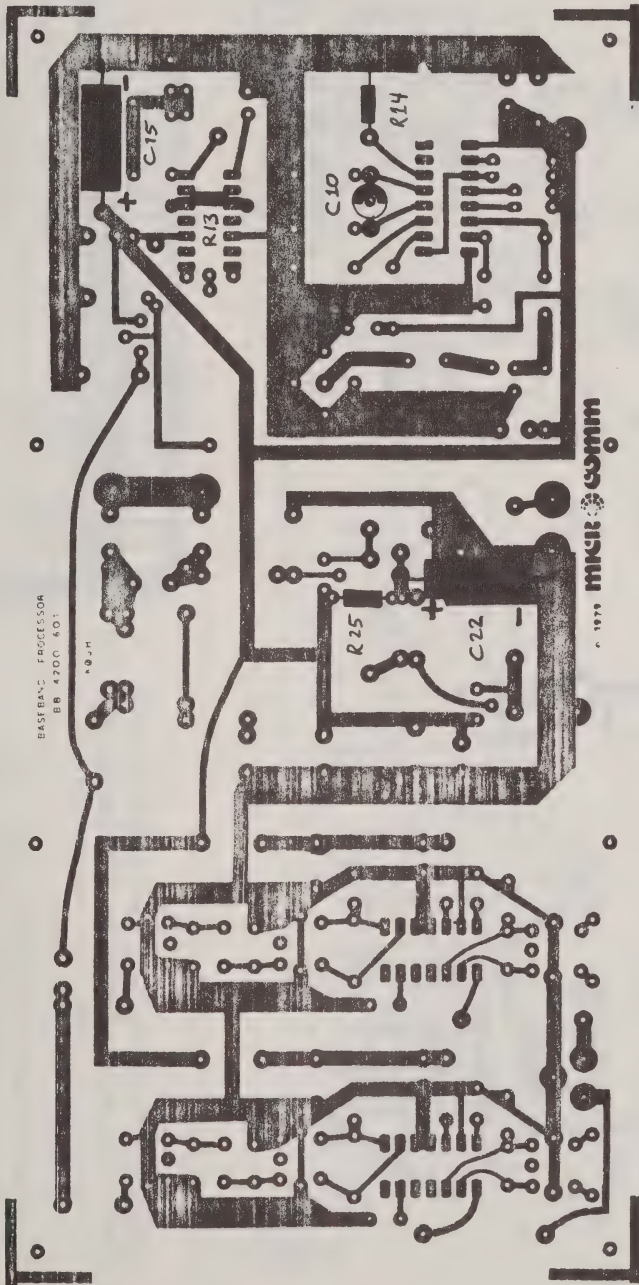 C15
-
+
R13
R14
C10
BASEBAND PROCESSOR
BB 4200 601
R25
C22
+
-
© 1979 MICRO COMM